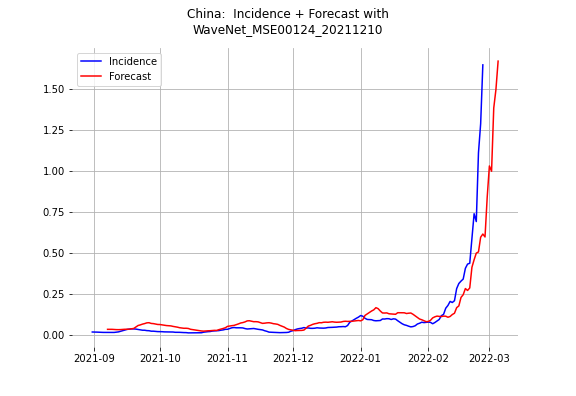 China:  Incidence + Forecast with
WaveNet_MSE00124_20211210
Incidence
Forecast
1.50
1.25
1.00
0.75
0.50
0.25
0.00
2021-09 2021-10 2021-11 2021-12 2022-01 2022-02 2022-03